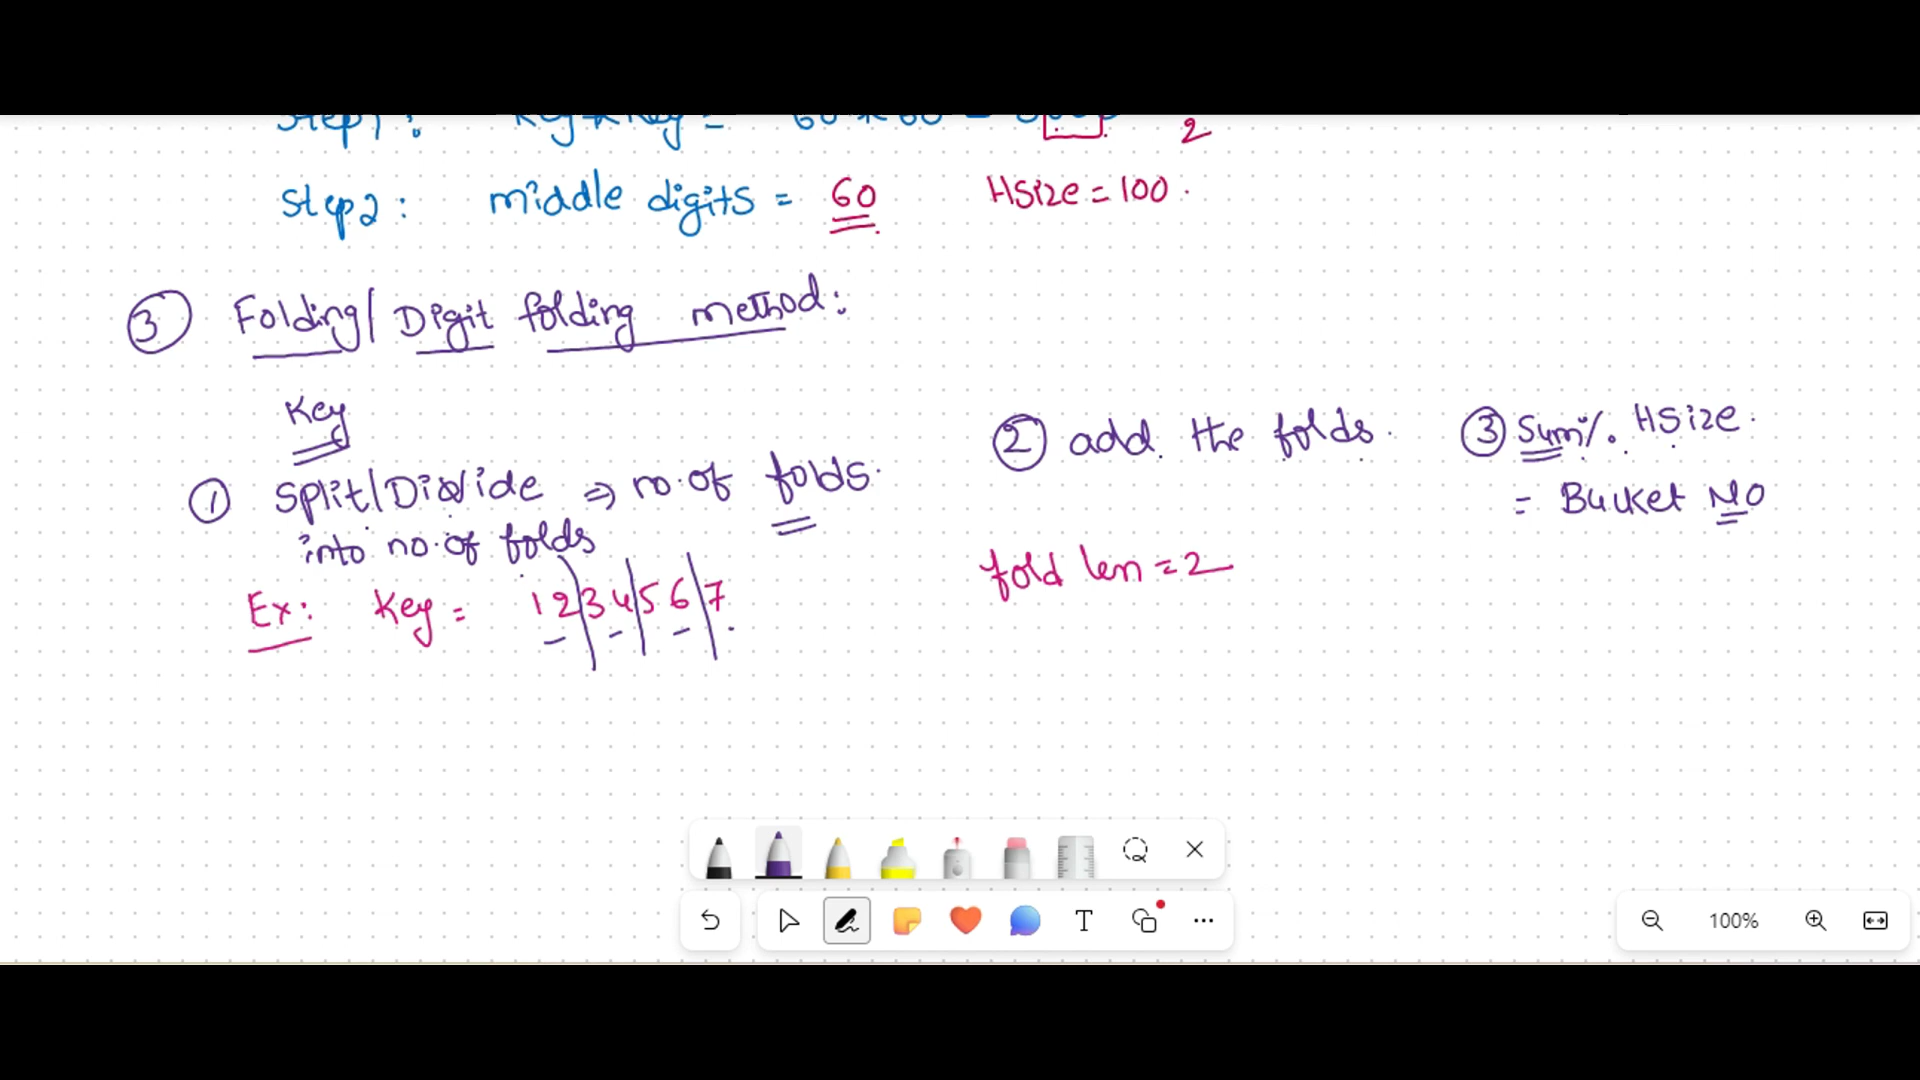 Step2: middle digits = 60 HSize = 100.
③ Folding/Digit folding method:
Key
① Split/Divide ⇒ no. of folds.
into no. of folds
② add the folds.
③ Sum % HSize.
= Bucket NO
fold len = 2
Ex: Key = 12|34|56|7
T
100%